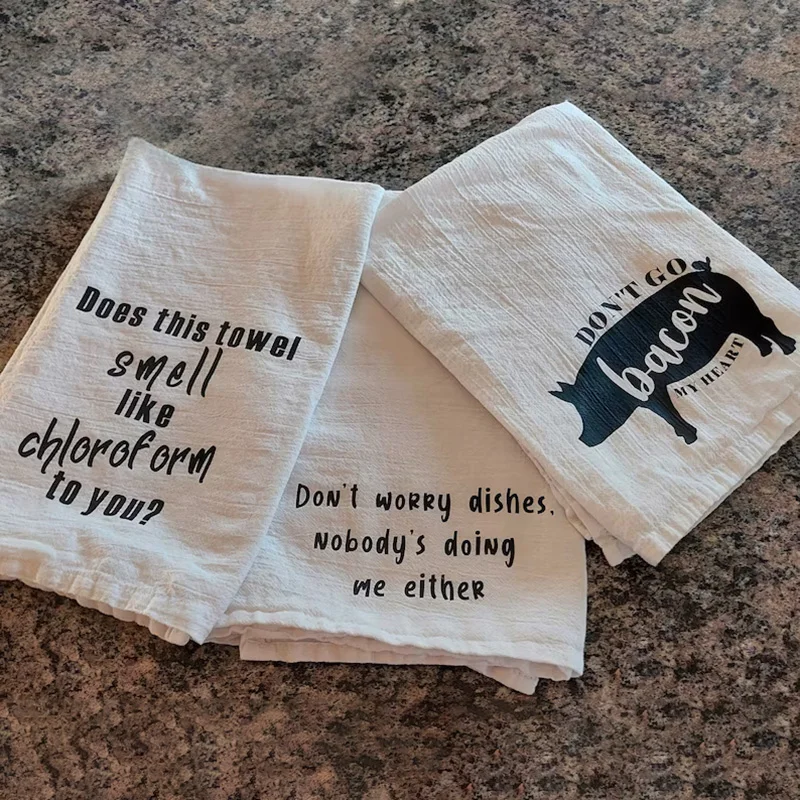 Does this towel
smell
like
chloroform
to you?
Don't worry dishes.
Nobody's doing
me either
DON'T GO
bacon
MY HEART